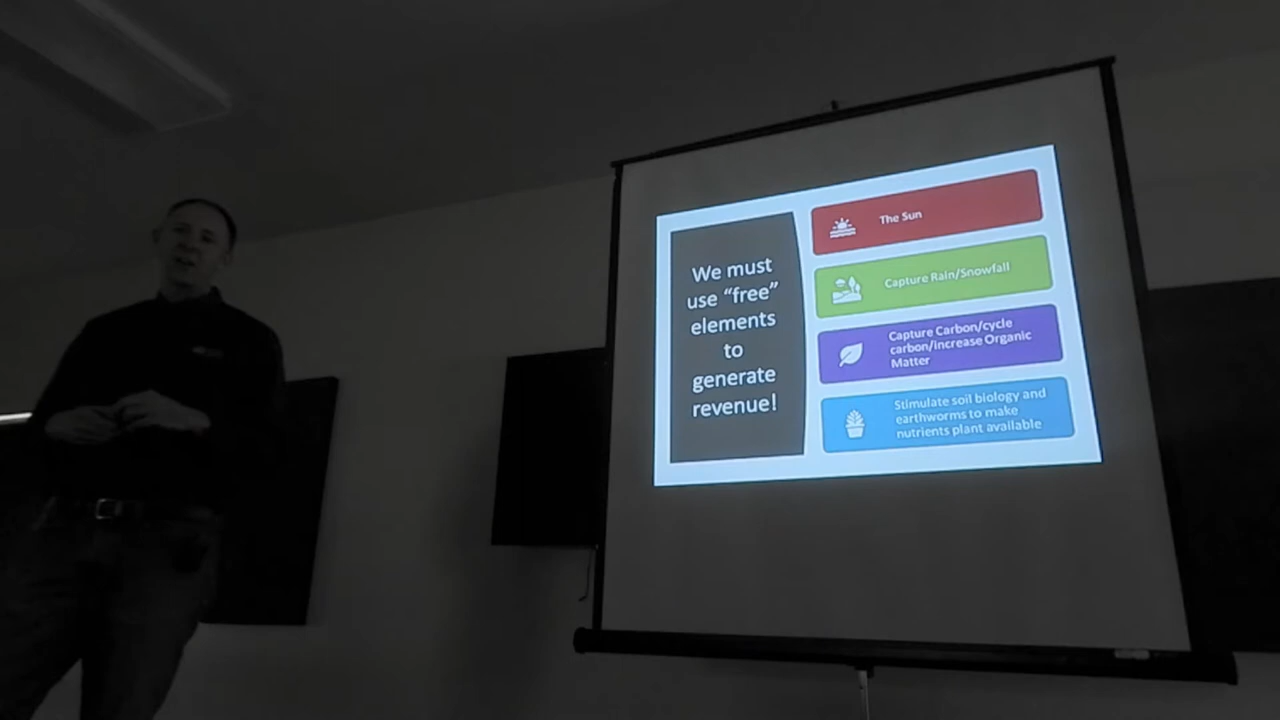 We must
use “free”
elements
to
generate
revenue!
The Sun
Capture Rain/Snowfall
Capture Carbon/cycle
carbon/increase Organic
Matter
Stimulate soil biology and
earthworms to make
nutrients plant available